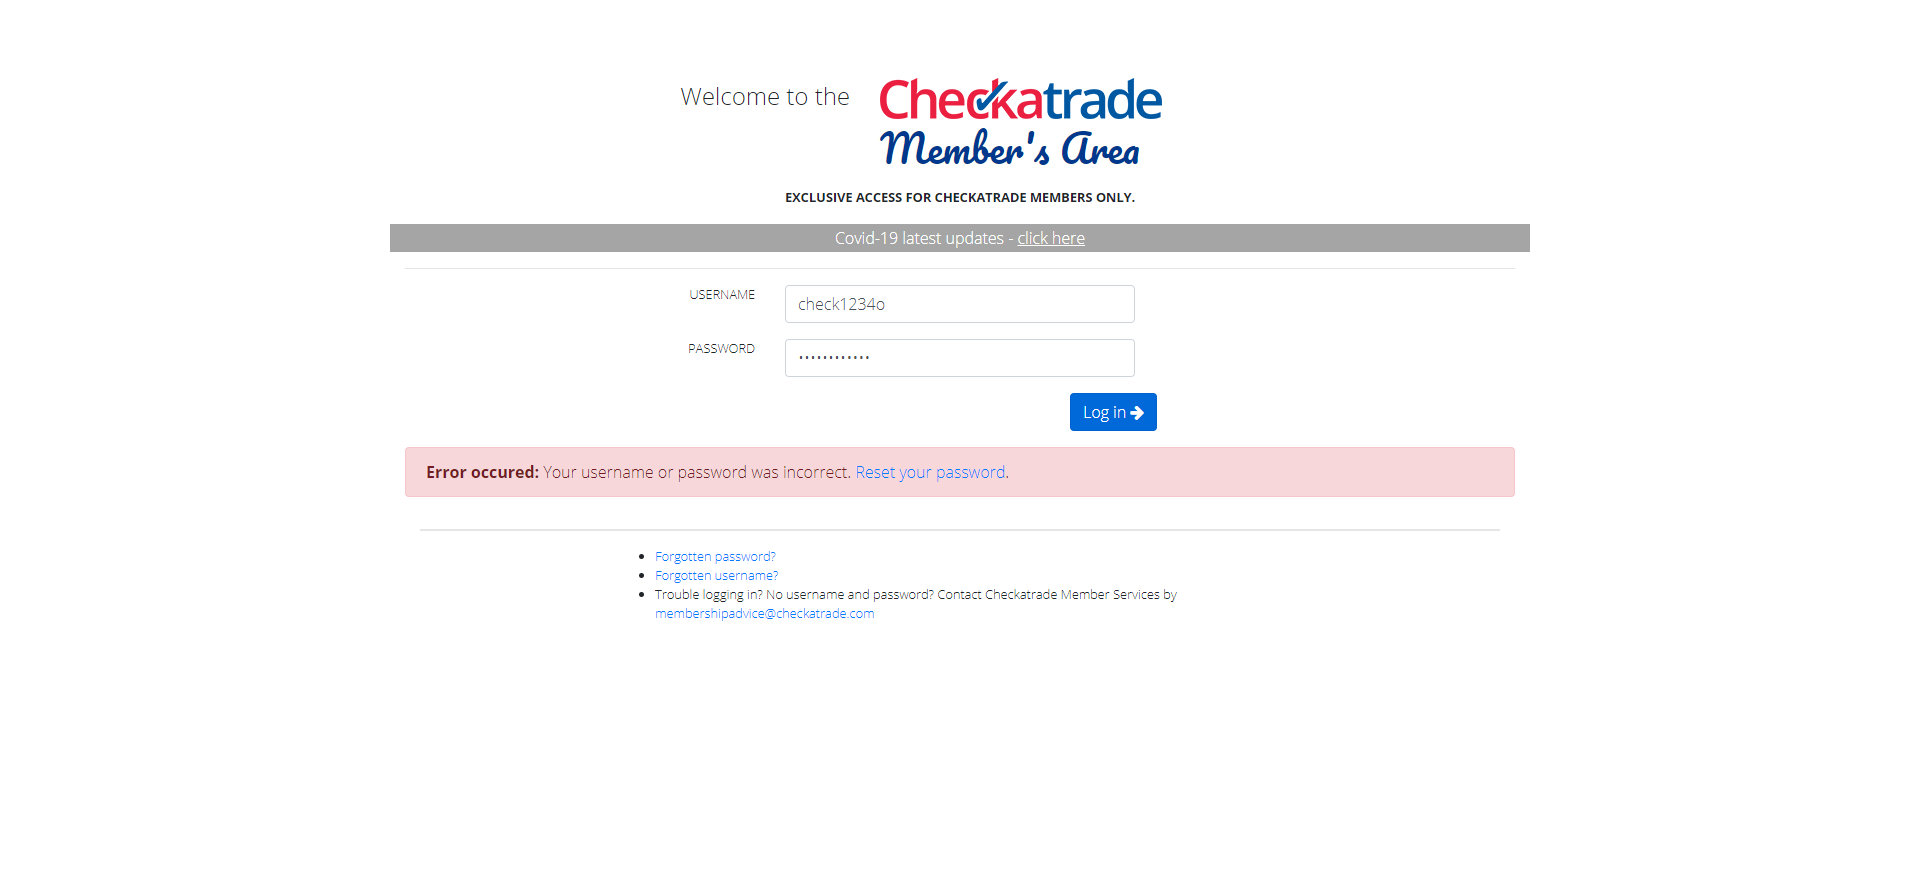 Welcome to the
Checkatrade
Member's Area
EXCLUSIVE ACCESS FOR CHECKATRADE MEMBERS ONLY.
Covid-19 latest updates - click here
USERNAME
check1234o
PASSWORD
••••••••••••
Log in
Error occured: Your username or password was incorrect. Reset your password.
Forgotten password?
Forgotten username?
Trouble logging in? No username and password? Contact Checkatrade Member Services by
membershipadvice@checkatrade.com